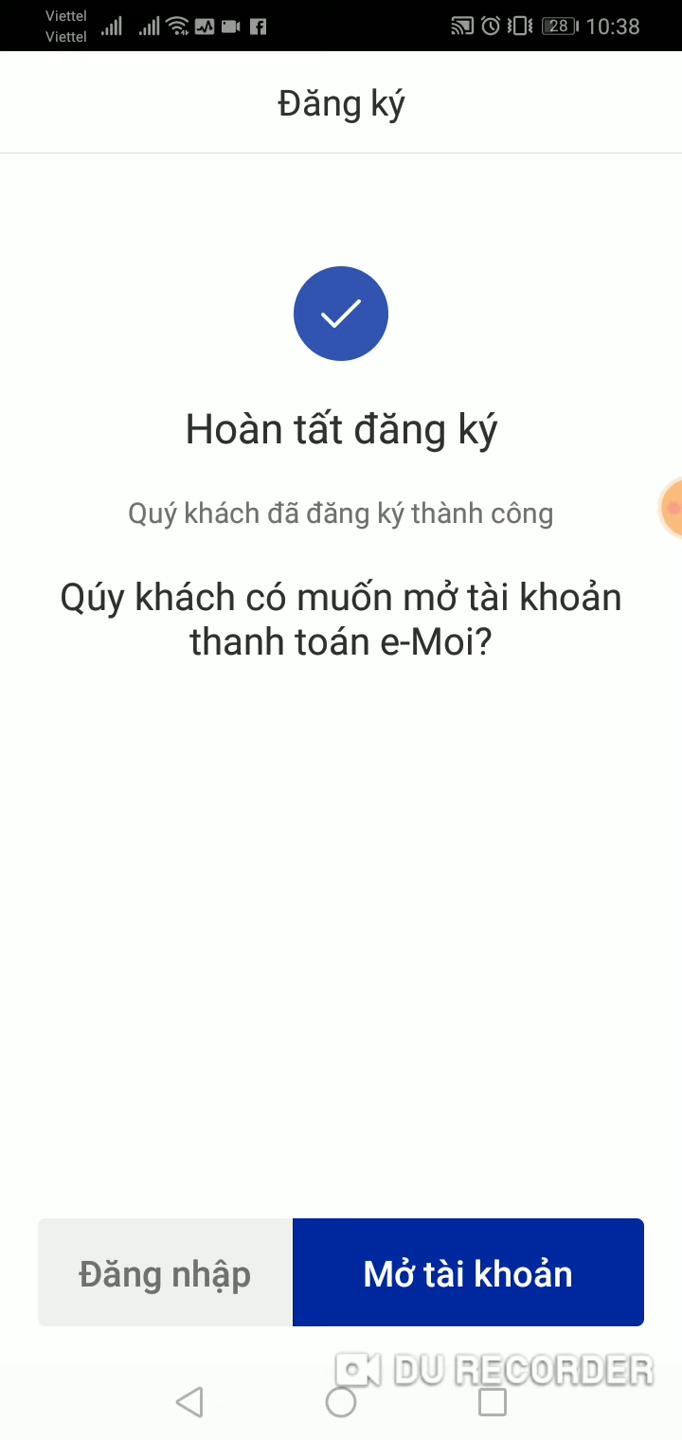 Viettel
Viettel
28
10:38
Đăng ký
Hoàn tất đăng ký
Quý khách đã đăng ký thành công
Qúy khách có muốn mở tài khoản
thanh toán e-Moi?
Đăng nhập
Mở tài khoản
DU RECORDER